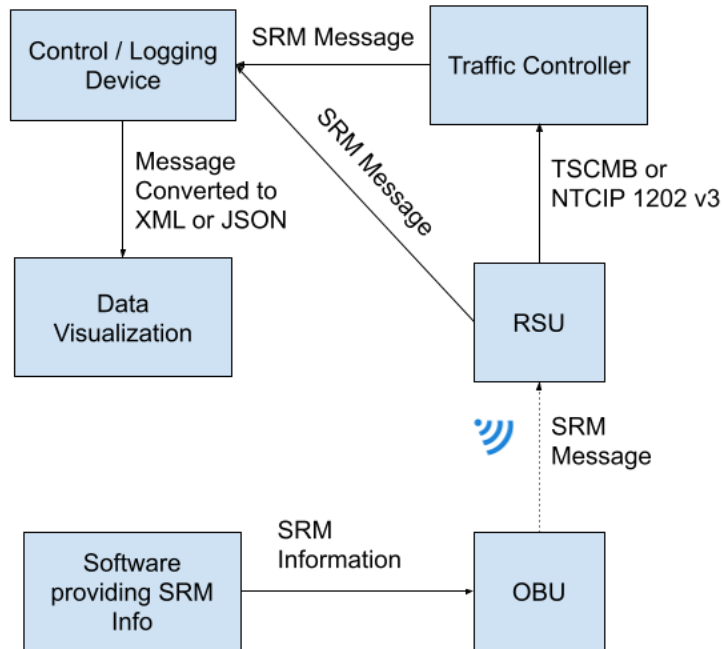 Control / Logging
Device
SRM Message
Traffic Controller
SRM Message
Message
Converted to
XML or JSON
TSCMB or
NTCIP 1202 v3
Data
Visualization
RSU
SRM
Message
Software
providing SRM
Info
SRM
Information
OBU